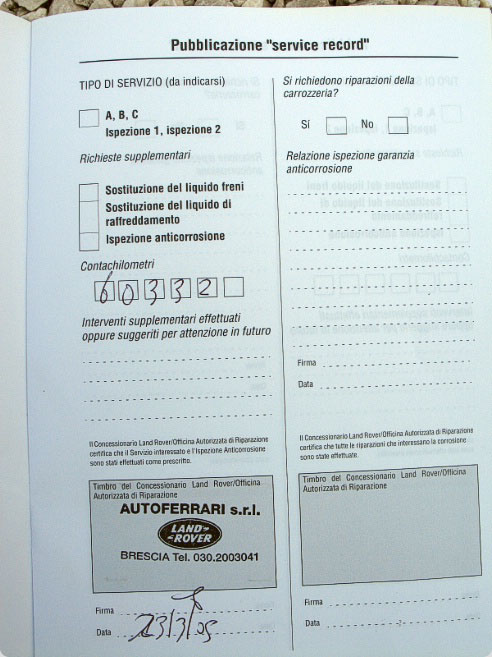 Pubblicazione "service record"
TIPO DI SERVIZIO (da indicarsi)
A, B, C
Ispezione 1, ispezione 2
Richieste supplementari
Sostituzione del liquido freni
Sostituzione del liquido di
raffreddamento
Ispezione anticorrosione
Contachilometri
60332
Interventi supplementari effettuati
oppure suggeriti per attenzione in futuro
Il Concessionario Land Rover/Officina Autorizzata di Riparazione
certifica che il Servizio interessato e l'Ispezione Anticorrosione
sono stati effettuati come prescritto.
Timbro del Concessionario Land Rover/Officina
Autorizzata di Riparazione
AUTOFERRARI s.r.l.
LAND
ROVER
BRESCIA Tel. 030.2003041
Firma
Data 23/3/05
Si richiedono riparazioni della
carrozzeria?
Sí No
Relazione ispezione garanzia
anticorrosione
Firma
Data
Il Concessionario Land Rover/Officina Autorizzata di Riparazione
certifica che tutte le riparazioni che interessano la corrosione
sono state effettuate.
Timbro del Concessionario Land Rover/Officina
Autorizzata di Riparazione
Firma
Data